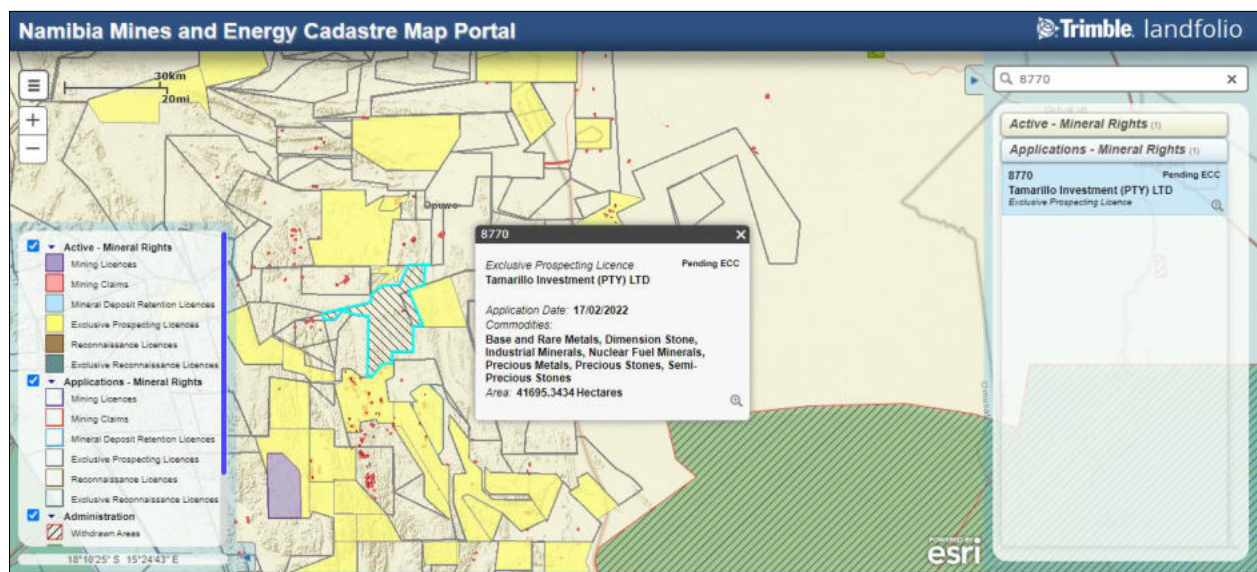 Namibia Mines and Energy Cadastre Map Portal
Trimble. landfolio
30km
20mi
8770
Active - Mineral Rights (1)
Applications - Mineral Rights (1)
8770 Pending ECC
Tamarillo Investment (PTY) LTD
Exclusive Prospecting Licence
Opuwo
8770
Exclusive Prospecting Licence Pending ECC
Tamarillo Investment (PTY) LTD
Application Date: 17/02/2022
Commodities:
Base and Rare Metals, Dimension Stone,
Industrial Minerals, Nuclear Fuel Minerals,
Precious Metals, Precious Stones, Semi-
Precious Stones
Area: 41695.3434 Hectares
Active - Mineral Rights
Mining Licences
Mining Claims
Mineral Deposit Retention Licences
Exclusive Prospecting Licences
Reconnaissance Licences
Exclusive Reconnaissance Licences
Applications - Mineral Rights
Mining Licences
Mining Claims
Mineral Deposit Retention Licences
Exclusive Prospecting Licences
Reconnaissance Licences
Exclusive Reconnaissance Licences
Administration
Withdrawn Areas
18°10'25" S 15°24'43" E
POWERED BY
esri